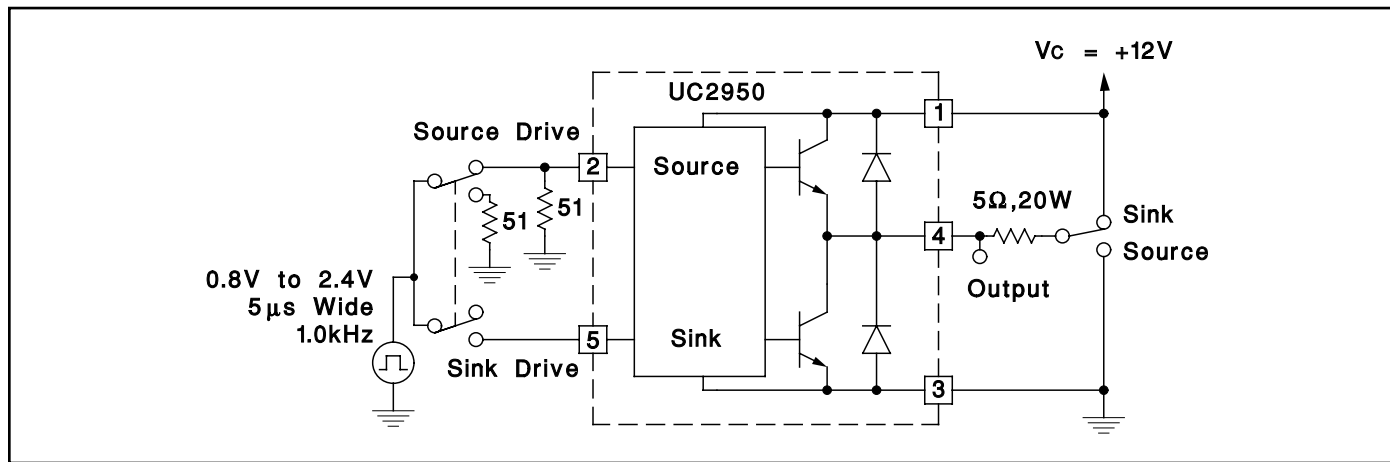 Vc = +12V
UC2950
1
Source Drive
2
Source
51
51
5Ω,20W
Sink
4
Source
0.8V to 2.4V
5µs Wide
1.0kHz
Output
5
Sink
Sink Drive
3